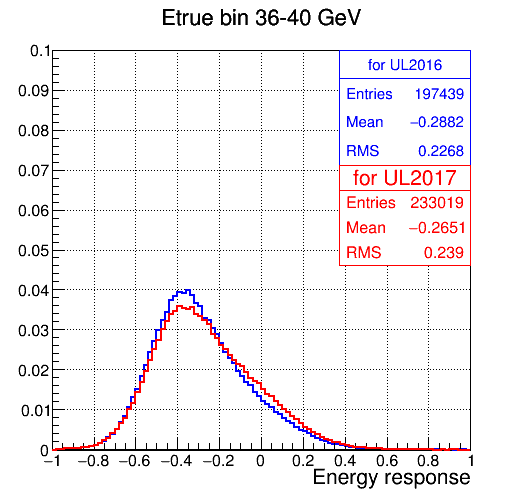 Etrue bin 36-40 GeV
0.1
0.09
0.08
0.07
0.06
0.05
0.04
0.03
0.02
0.01
0
for UL2016
Entries 197439
Mean −0.2882
RMS 0.2268
for UL2017
Entries 233019
Mean −0.2651
RMS 0.239
−1 −0.8 −0.6 −0.4 −0.2 0 0.2 0.4 0.6 0.8 1
Energy response